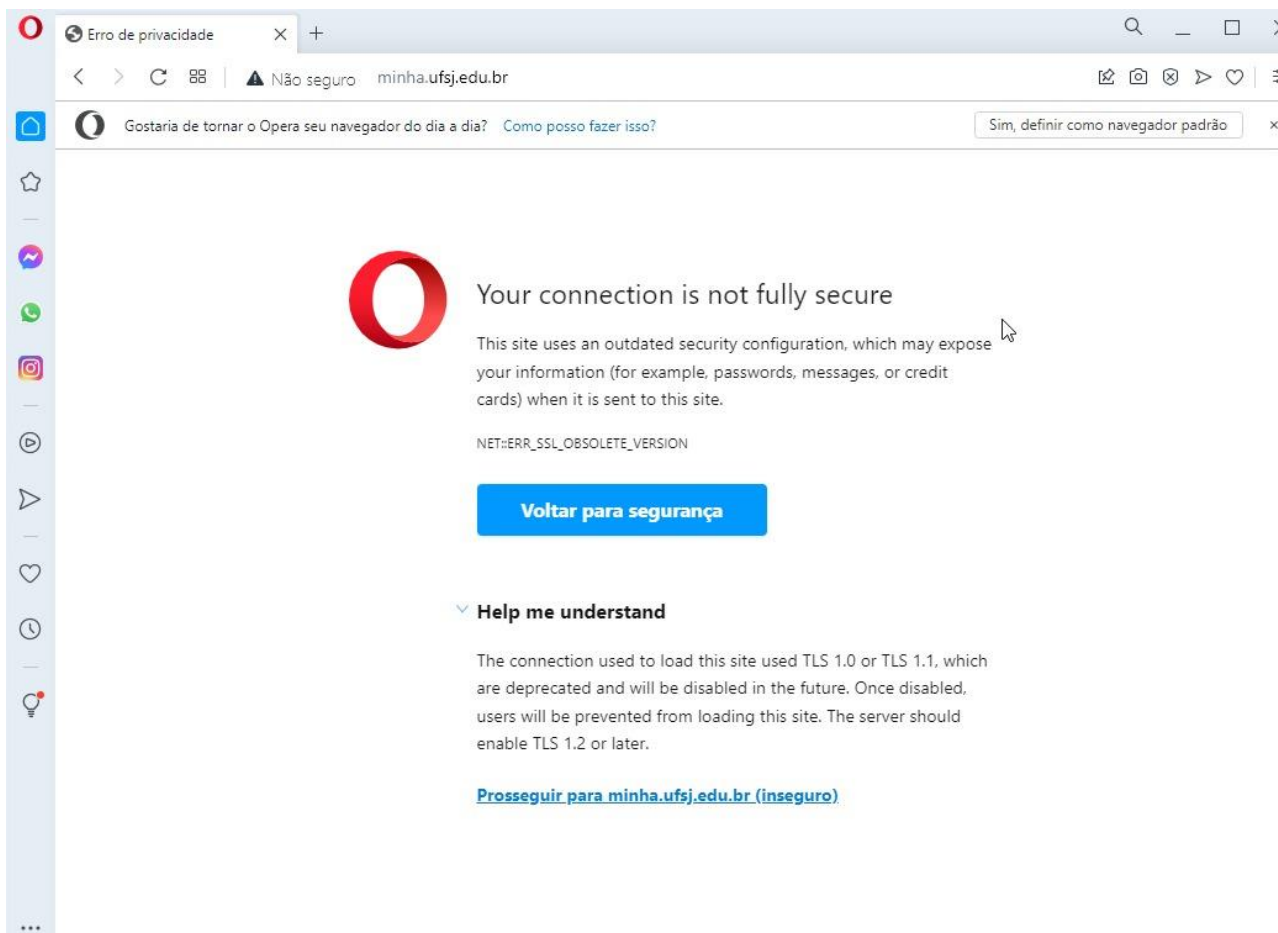 Erro de privacidade
Não seguro minha.ufsj.edu.br
Gostaria de tornar o Opera seu navegador do dia a dia? Como posso fazer isso? Sim, definir como navegador padrão
Your connection is not fully secure
This site uses an outdated security configuration, which may expose
your information (for example, passwords, messages, or credit
cards) when it is sent to this site.
NET::ERR_SSL_OBSOLETE_VERSION
Voltar para segurança
Help me understand
The connection used to load this site used TLS 1.0 or TLS 1.1, which
are deprecated and will be disabled in the future. Once disabled,
users will be prevented from loading this site. The server should
enable TLS 1.2 or later.
Prosseguir para minha.ufsj.edu.br (inseguro)